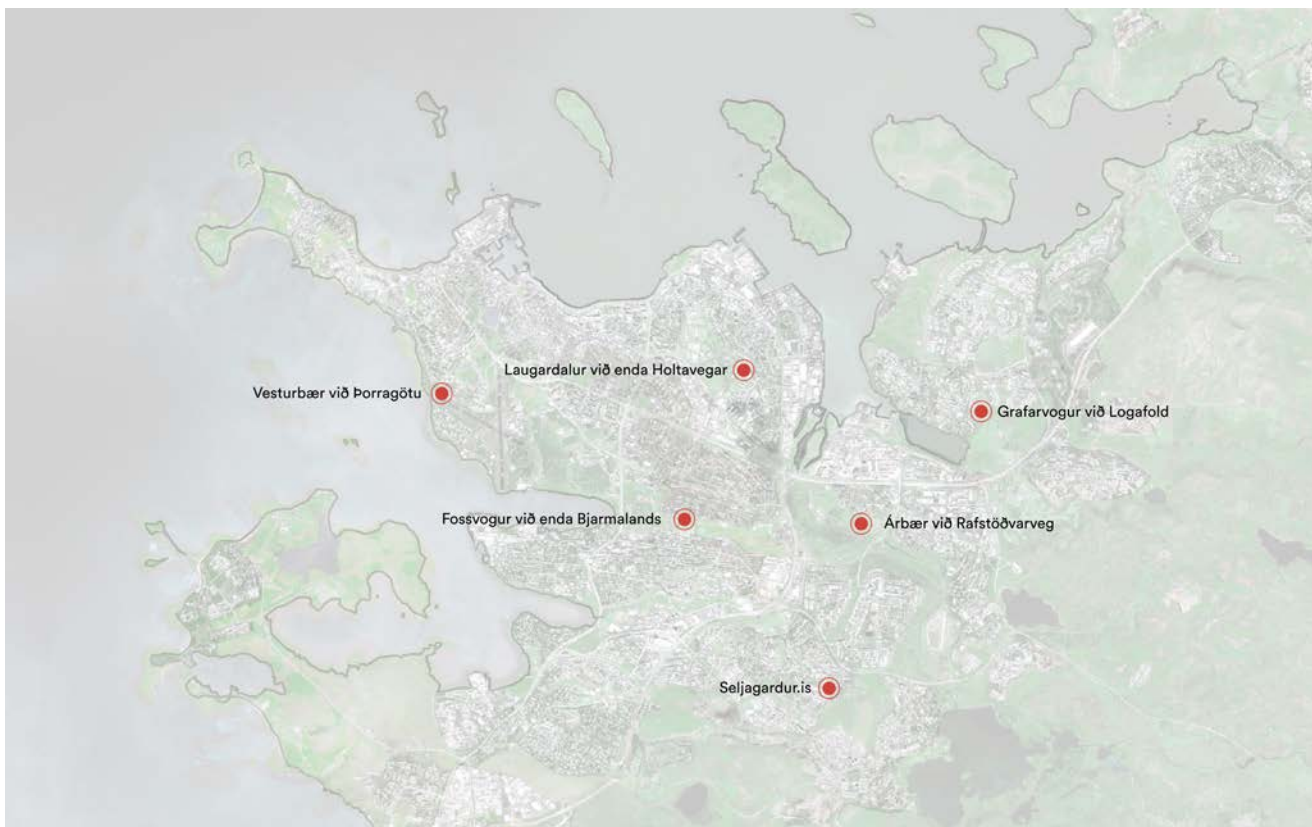 Laugardalur við enda Holtavegar
Vesturbær við Þorragötu
Grafarvogur við Logafold
Fossvogur við enda Bjarmalands
Árbær við Rafstöðvarveg
Seljagardur.is